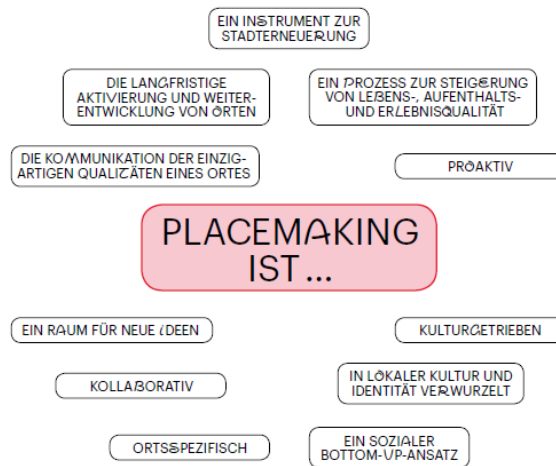 EIN INSTRUMENT ZUR
STADTERNEUERUNG
DIE LANGFRISTIGE
AKTIVIERUNG UND WEITER-
ENTWICKLUNG VON ORTEN
EIN PROZESS ZUR STEIGERUNG
VON LEBENS-, AUFENTHALTS-
UND ERLEBNISQUALITÄT
DIE KOMMUNIKATION DER EINZIG-
ARTIGEN QUALITÄTEN EINES ORTES
PROAKTIV
PLACEMAKING
IST ...
EIN RAUM FÜR NEUE IDEEN
KULTURGETRIEBEN
KOLLABORATIV
IN LOKALER KULTUR UND
IDENTITÄT VERWURZELT
ORTSSPEZIFISCH
EIN SOZIALER
BOTTOM-UP-ANSATZ